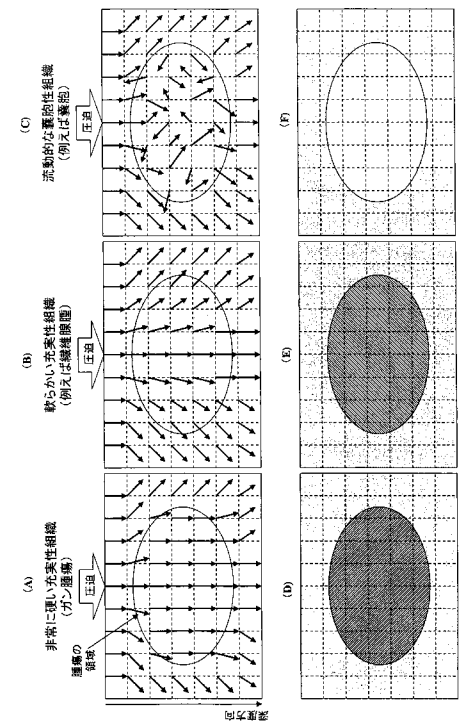 (A)
非常に硬い充実性組織
(ガン腫瘍)
圧迫
腫瘍の
領域
深度方向
(B)
軟らかい充実性組織
(例えば繊維腺腫)
圧迫
(C)
流動的な嚢胞性組織
(例えば嚢胞)
圧迫
(D)
(E)
(F)